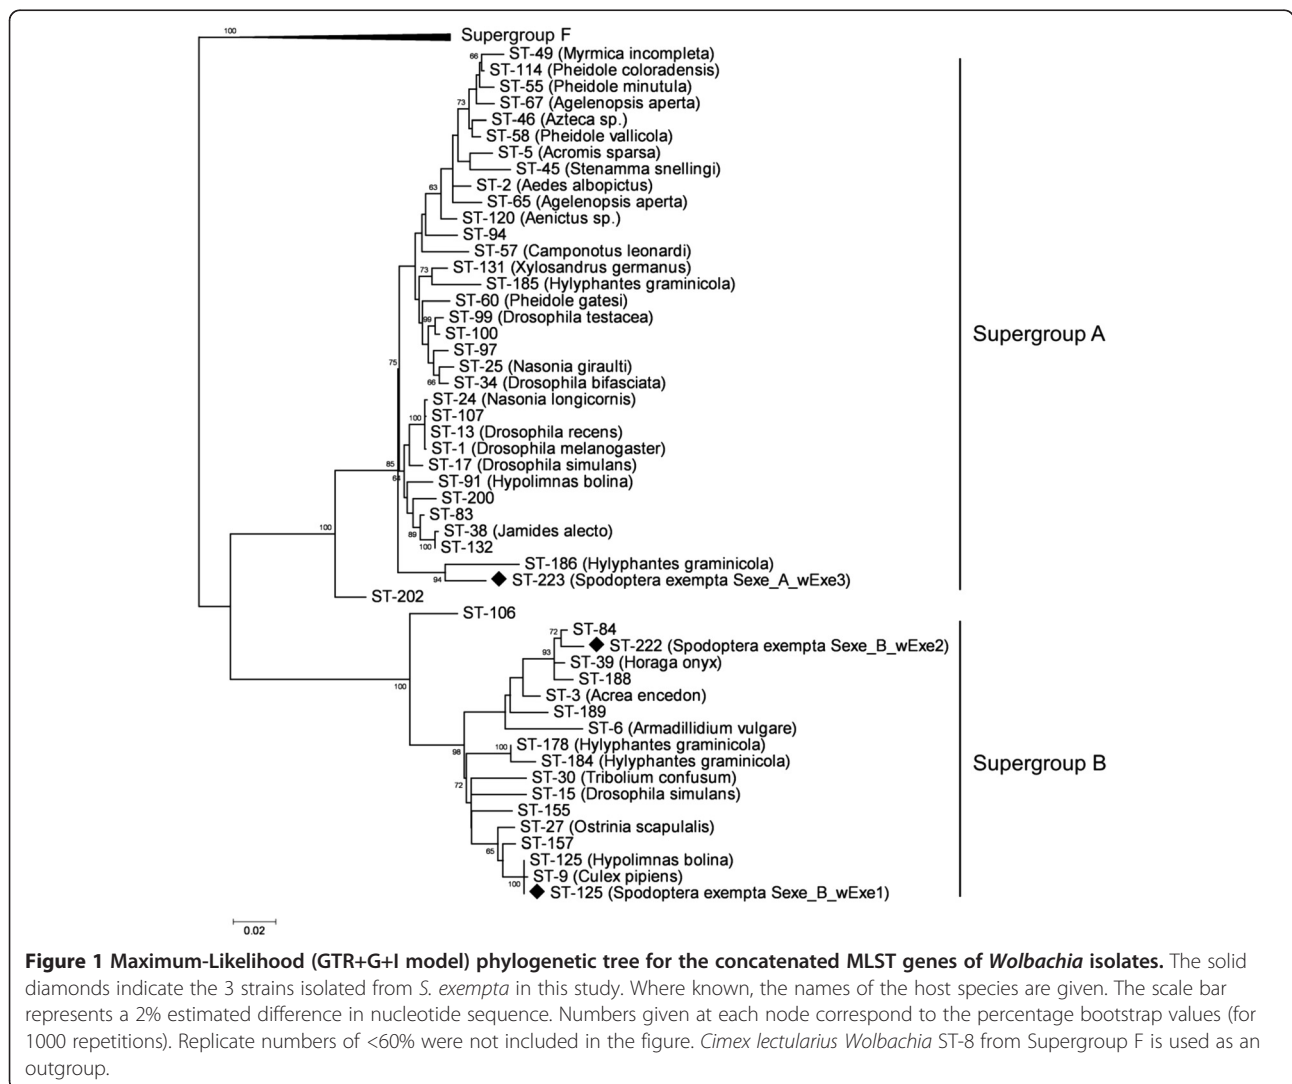 100
Supergroup F
66
ST-49 (Myrmica incompleta)
ST-114 (Pheidole coloradensis)
ST-55 (Pheidole minutula)
73
ST-67 (Agelenopsis aperta)
ST-46 (Azteca sp.)
ST-58 (Pheidole vallicola)
ST-5 (Acromis sparsa)
ST-45 (Stenamma snellingi)
63
ST-2 (Aedes albopictus)
ST-65 (Agelenopsis aperta)
ST-120 (Aenictus sp.)
ST-94
ST-57 (Camponotus leonardi)
73
ST-131 (Xylosandrus germanus)
ST-185 (Hylyphantes graminicola)
ST-60 (Pheidole gatesi)
99
ST-99 (Drosophila testacea)
ST-100
Supergroup A
ST-97
75
ST-25 (Nasonia giraulti)
66
ST-34 (Drosophila bifasciata)
ST-24 (Nasonia longicornis)
100
ST-107
ST-13 (Drosophila recens)
ST-1 (Drosophila melanogaster)
85
ST-17 (Drosophila simulans)
64
ST-91 (Hypolimnas bolina)
ST-200
ST-83
100
89
ST-38 (Jamides alecto)
100
ST-132
ST-186 (Hylyphantes graminicola)
94
ST-223 (Spodoptera exempta Sexe_A_wExe3)
ST-202
ST-106
72
ST-84
ST-222 (Spodoptera exempta Sexe_B_wExe2)
93
ST-39 (Horaga onyx)
ST-188
100
ST-3 (Acrea encedon)
ST-189
ST-6 (Armadillidium vulgare)
98
100
ST-178 (Hylyphantes graminicola)
ST-184 (Hylyphantes graminicola)
Supergroup B
72
ST-30 (Tribolium confusum)
ST-15 (Drosophila simulans)
ST-155
ST-27 (Ostrinia scapulalis)
65
ST-157
ST-125 (Hypolimnas bolina)
ST-9 (Culex pipiens)
100
ST-125 (Spodoptera exempta Sexe_B_wExe1)
0.02
Figure 1 Maximum-Likelihood (GTR+G+I model) phylogenetic tree for the concatenated MLST genes of Wolbachia isolates. The solid
diamonds indicate the 3 strains isolated from S. exempta in this study. Where known, the names of the host species are given. The scale bar
represents a 2% estimated difference in nucleotide sequence. Numbers given at each node correspond to the percentage bootstrap values (for
1000 repetitions). Replicate numbers of <60% were not included in the figure. Cimex lectularius Wolbachia ST-8 from Supergroup F is used as an
outgroup.